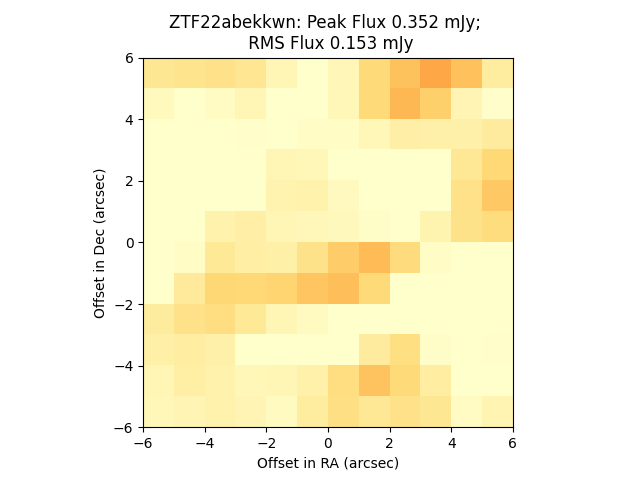 ZTF22abekkwn: Peak Flux 0.352 mJy;
RMS Flux 0.153 mJy
6
4
2
0
−2
−4
−6
Offset in Dec (arcsec)
−6 −4 −2 0 2 4 6
Offset in RA (arcsec)